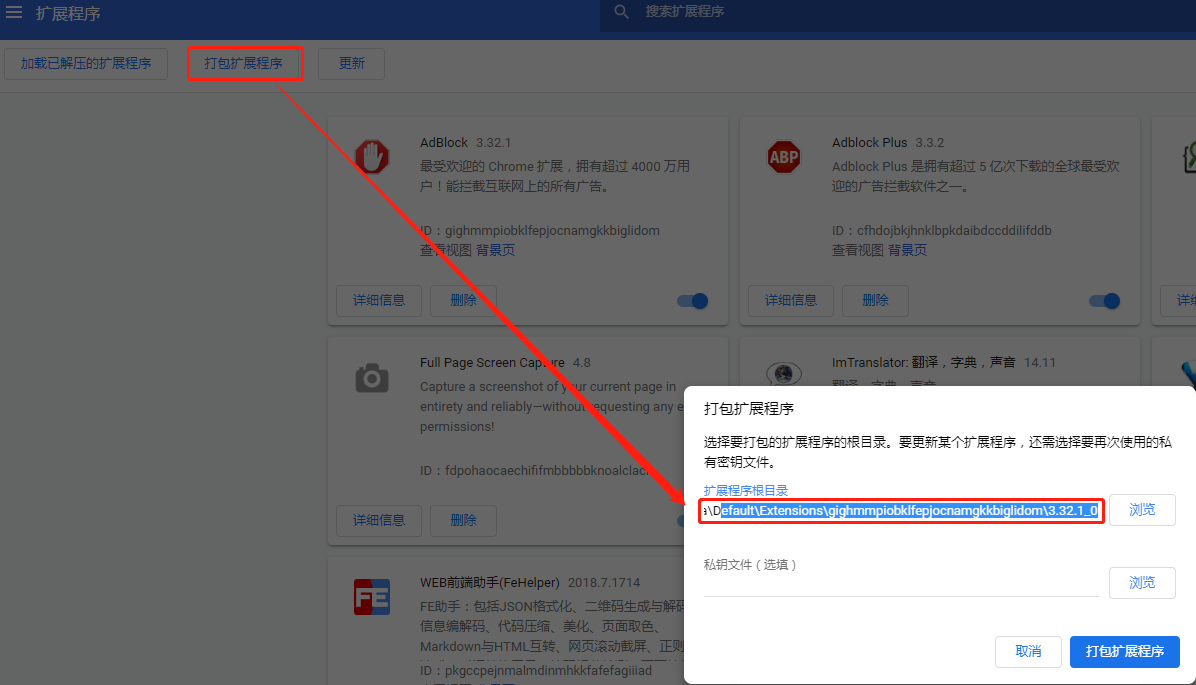 扩展程序
搜索扩展程序
加载已解压的扩展程序
打包扩展程序
更新
AdBlock 3.32.1
最受欢迎的 Chrome 扩展，拥有超过 4000 万用
户！能拦截互联网上的所有广告。
ID：gighmmpiobklfepjocnamgkkbiglidom
查看视图 背景页
详细信息
删除
ABP
Adblock Plus 3.3.2
Adblock Plus 是拥有超过 5 亿次下载的全球最受欢
迎的广告拦截软件之一。
ID：cfhdojbkjhnklbpkdaibdccddilifddb
查看视图 背景页
详细信息
删除
详细
Full Page Screen Capture 4.8
Capture a screenshot of your current page in
entirety and reliably—without requesting any e
permissions!
ID：fdpohaocaechififmbbbbbknoalclac
详细信息
删除
ImTranslator: 翻译，字典，声音 14.11
翻译，字典，声音
FE
WEB前端助手(FeHelper) 2018.7.1714
FE助手：包括JSON格式化、二维码生成与解码
信息编解码、代码压缩、美化、页面取色、
Markdown与HTML互转、网页滚动截屏、正则
ID：pkgccpejnmalmdinmhkkfafefagiiiad
打包扩展程序
选择要打包的扩展程序的根目录。要更新某个扩展程序，还需选择要再次使用的私
有密钥文件。
扩展程序根目录
a\Default\Extensions\gighmmpiobklfepjocnamgkkbiglidom\3.32.1_0
浏览
私钥文件（选填）
浏览
取消
打包扩展程序